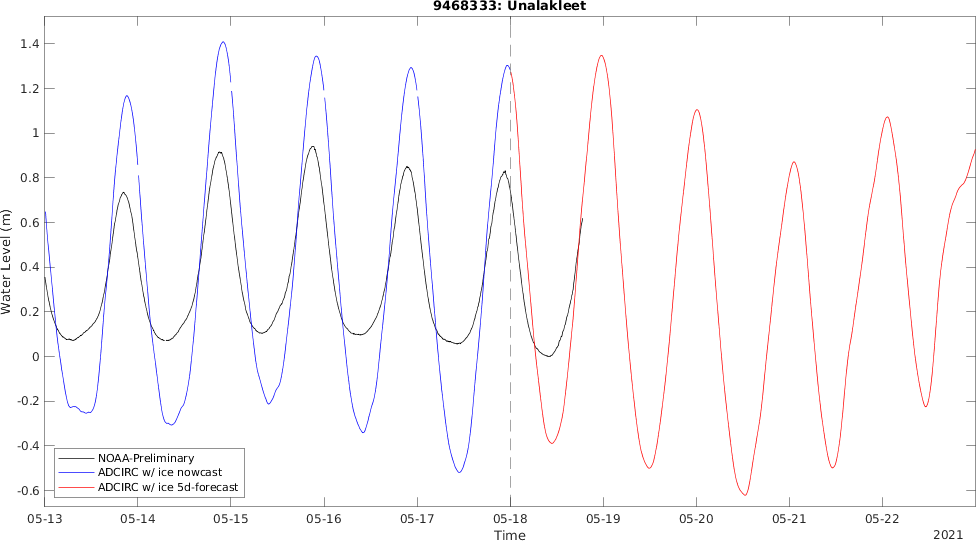 9468333: Unalakleet
1.4
1.2
1
0.8
0.6
0.4
0.2
0
-0.2
-0.4
-0.6
Water Level (m)
NOAA-Preliminary
ADCIRC w/ ice nowcast
ADCIRC w/ ice 5d-forecast
05-13 05-14 05-15 05-16 05-17 05-18 05-19 05-20 05-21 05-22
Time
2021